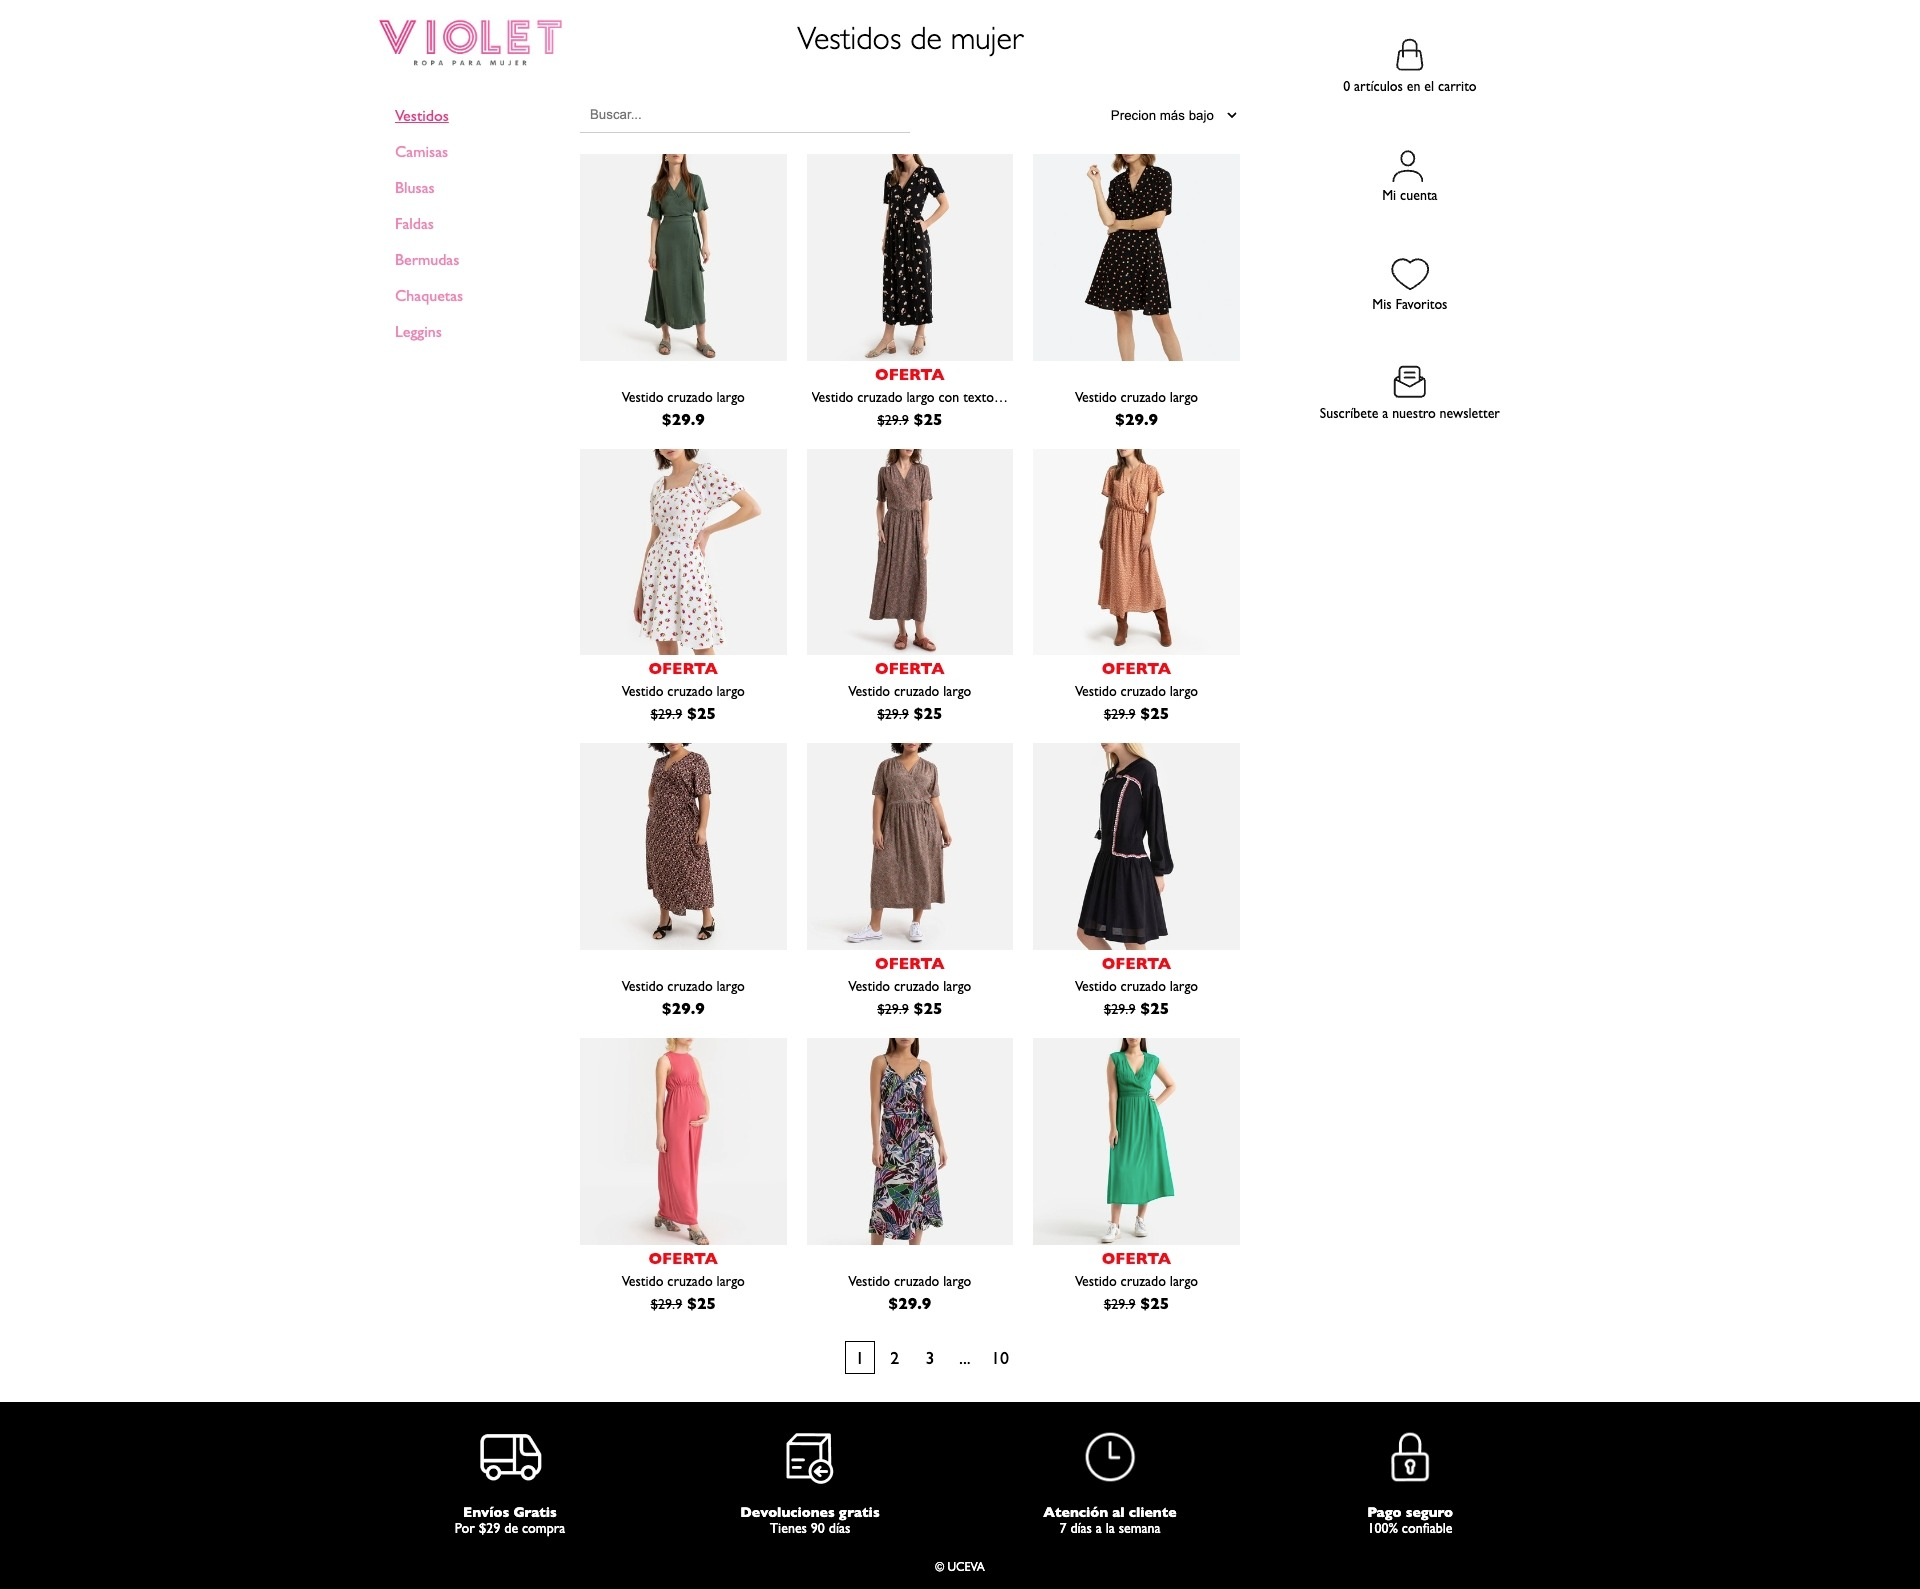 VIOLET
ROPA PARA MUJER
Vestidos de mujer
0 artículos en el carrito
Mi cuenta
Mis Favoritos
Suscríbete a nuestro newsletter
Vestidos
Camisas
Blusas
Faldas
Bermudas
Chaquetas
Leggins
Buscar...
Precion más bajo
Vestido cruzado largo
$29.9
OFERTA
Vestido cruzado largo con texto...
$29.9 $25
Vestido cruzado largo
$29.9
OFERTA
Vestido cruzado largo
$29.9 $25
OFERTA
Vestido cruzado largo
$29.9 $25
OFERTA
Vestido cruzado largo
$29.9 $25
Vestido cruzado largo
$29.9
OFERTA
Vestido cruzado largo
$29.9 $25
OFERTA
Vestido cruzado largo
$29.9 $25
OFERTA
Vestido cruzado largo
$29.9 $25
Vestido cruzado largo
$29.9
OFERTA
Vestido cruzado largo
$29.9 $25
1 2 3 ... 10
Envíos Gratis
Por $29 de compra
Devoluciones gratis
Tienes 90 días
Atención al cliente
7 días a la semana
Pago seguro
100% confiable
© UCEVA